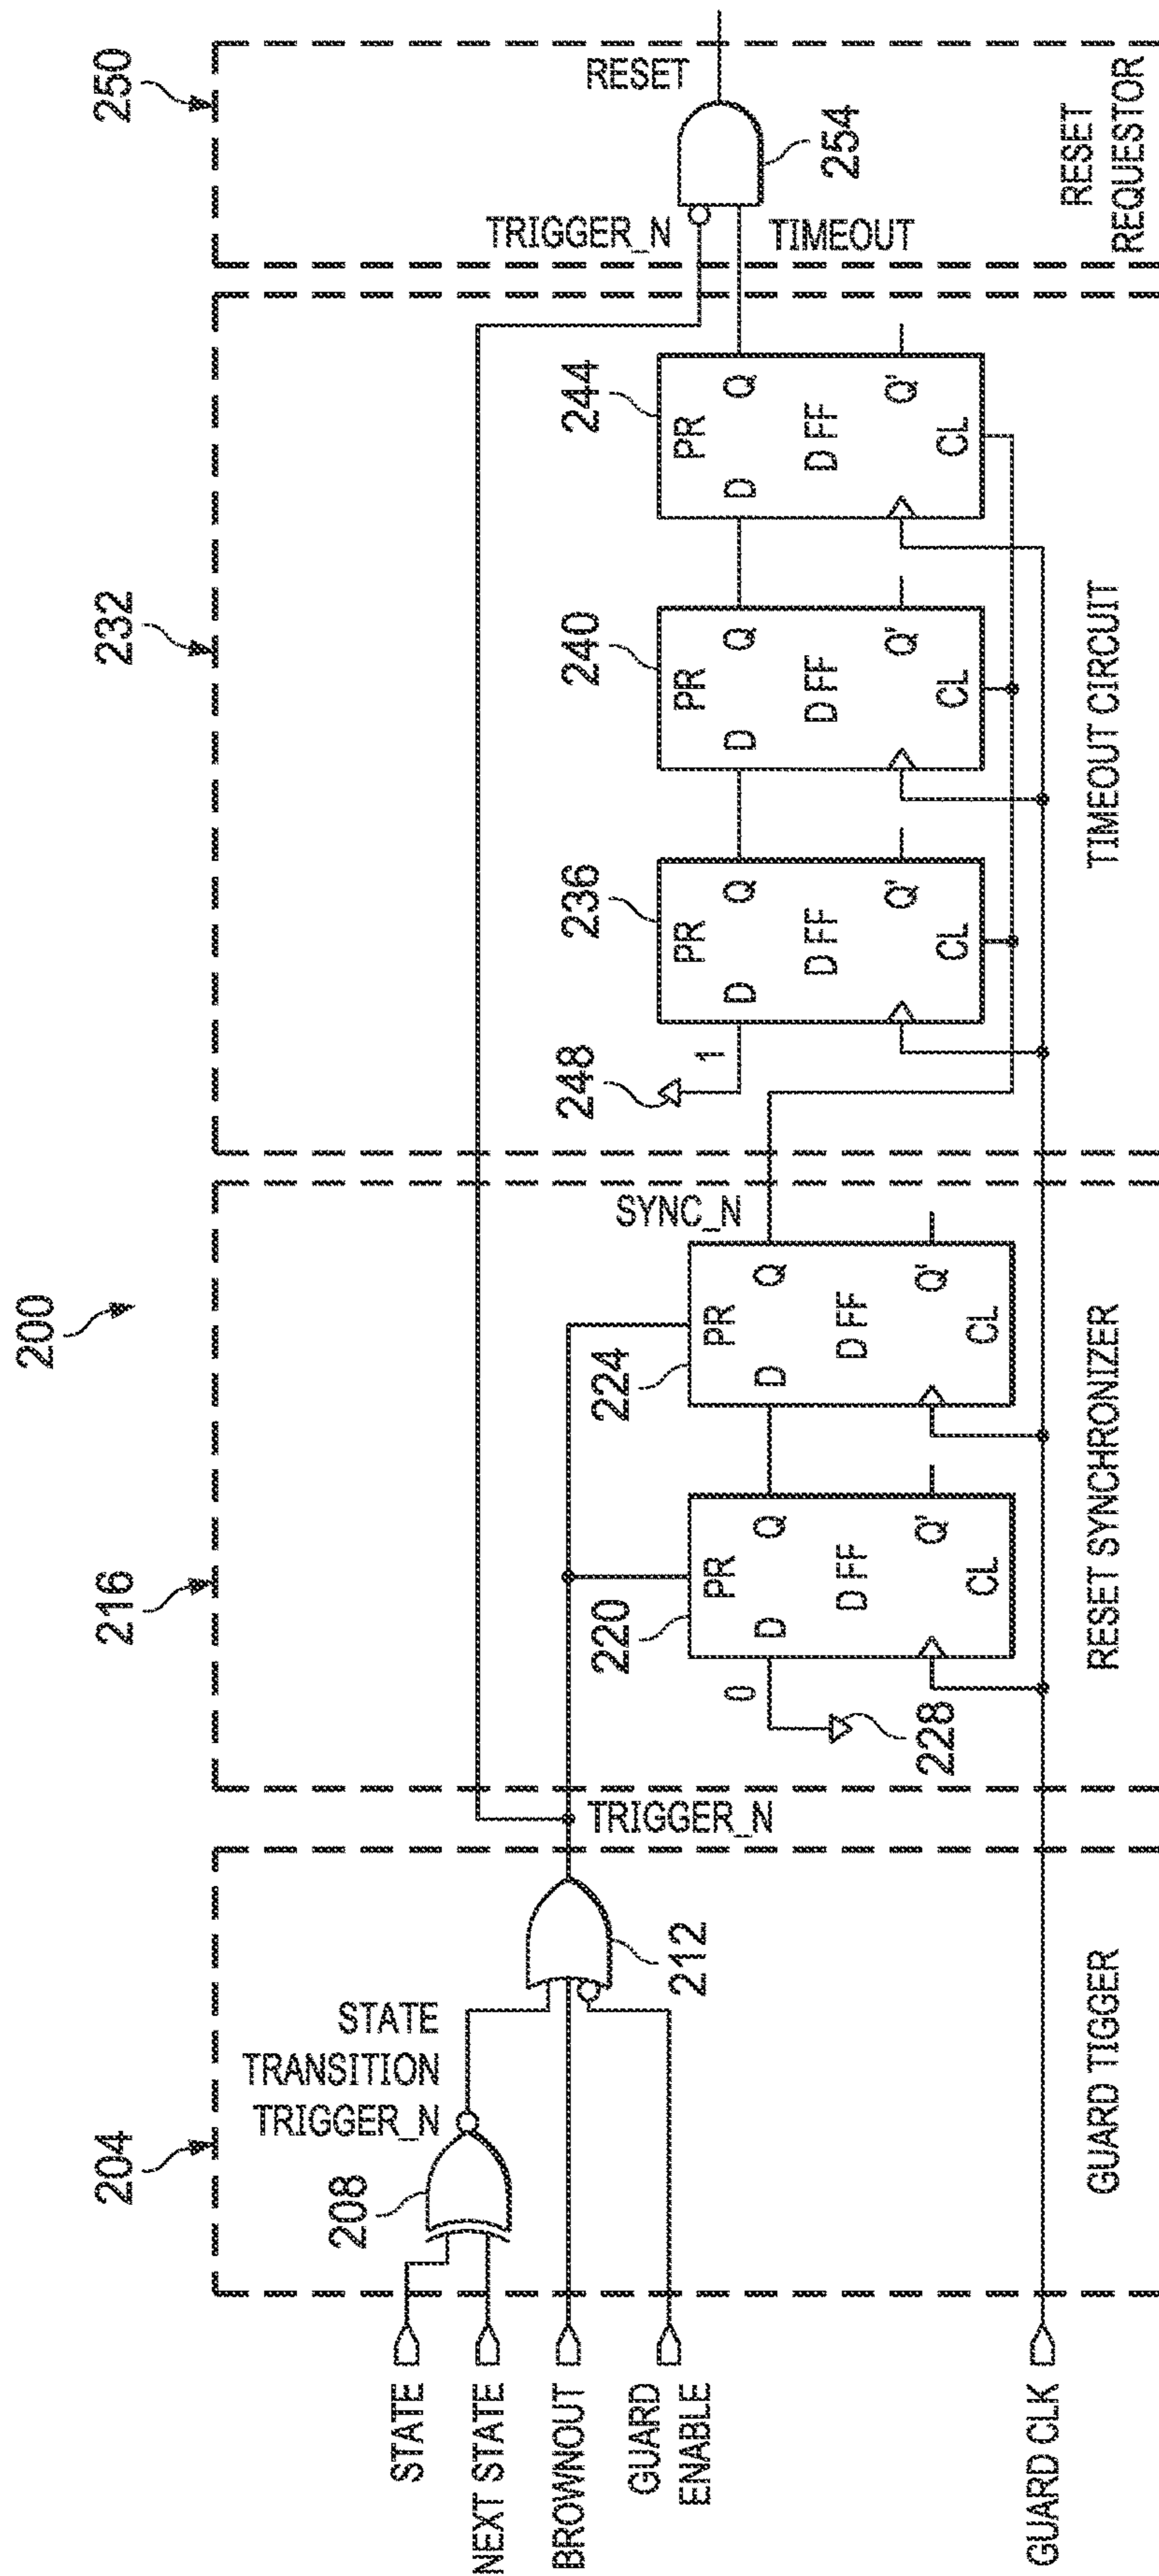 200
204
216
232
250
STATE
NEXT STATE
BROWNOUT
GUARD
ENABLE
GUARD CLK
208
STATE
TRANSITION
TRIGGER_N
212
GUARD TIGGER
TRIGGER_N
220
PR
D
Q
D FF
Q'
CL
0
228
224
PR
D
Q
D FF
Q'
CL
SYNC_N
RESET SYNCHRONIZER
248
1
236
PR
D
Q
D FF
Q'
CL
240
PR
D
Q
D FF
Q'
CL
244
PR
D
Q
D FF
Q'
CL
TIMEOUT CIRCUIT
TRIGGER_N
TIMEOUT
254
RESET
RESET
REQUESTOR